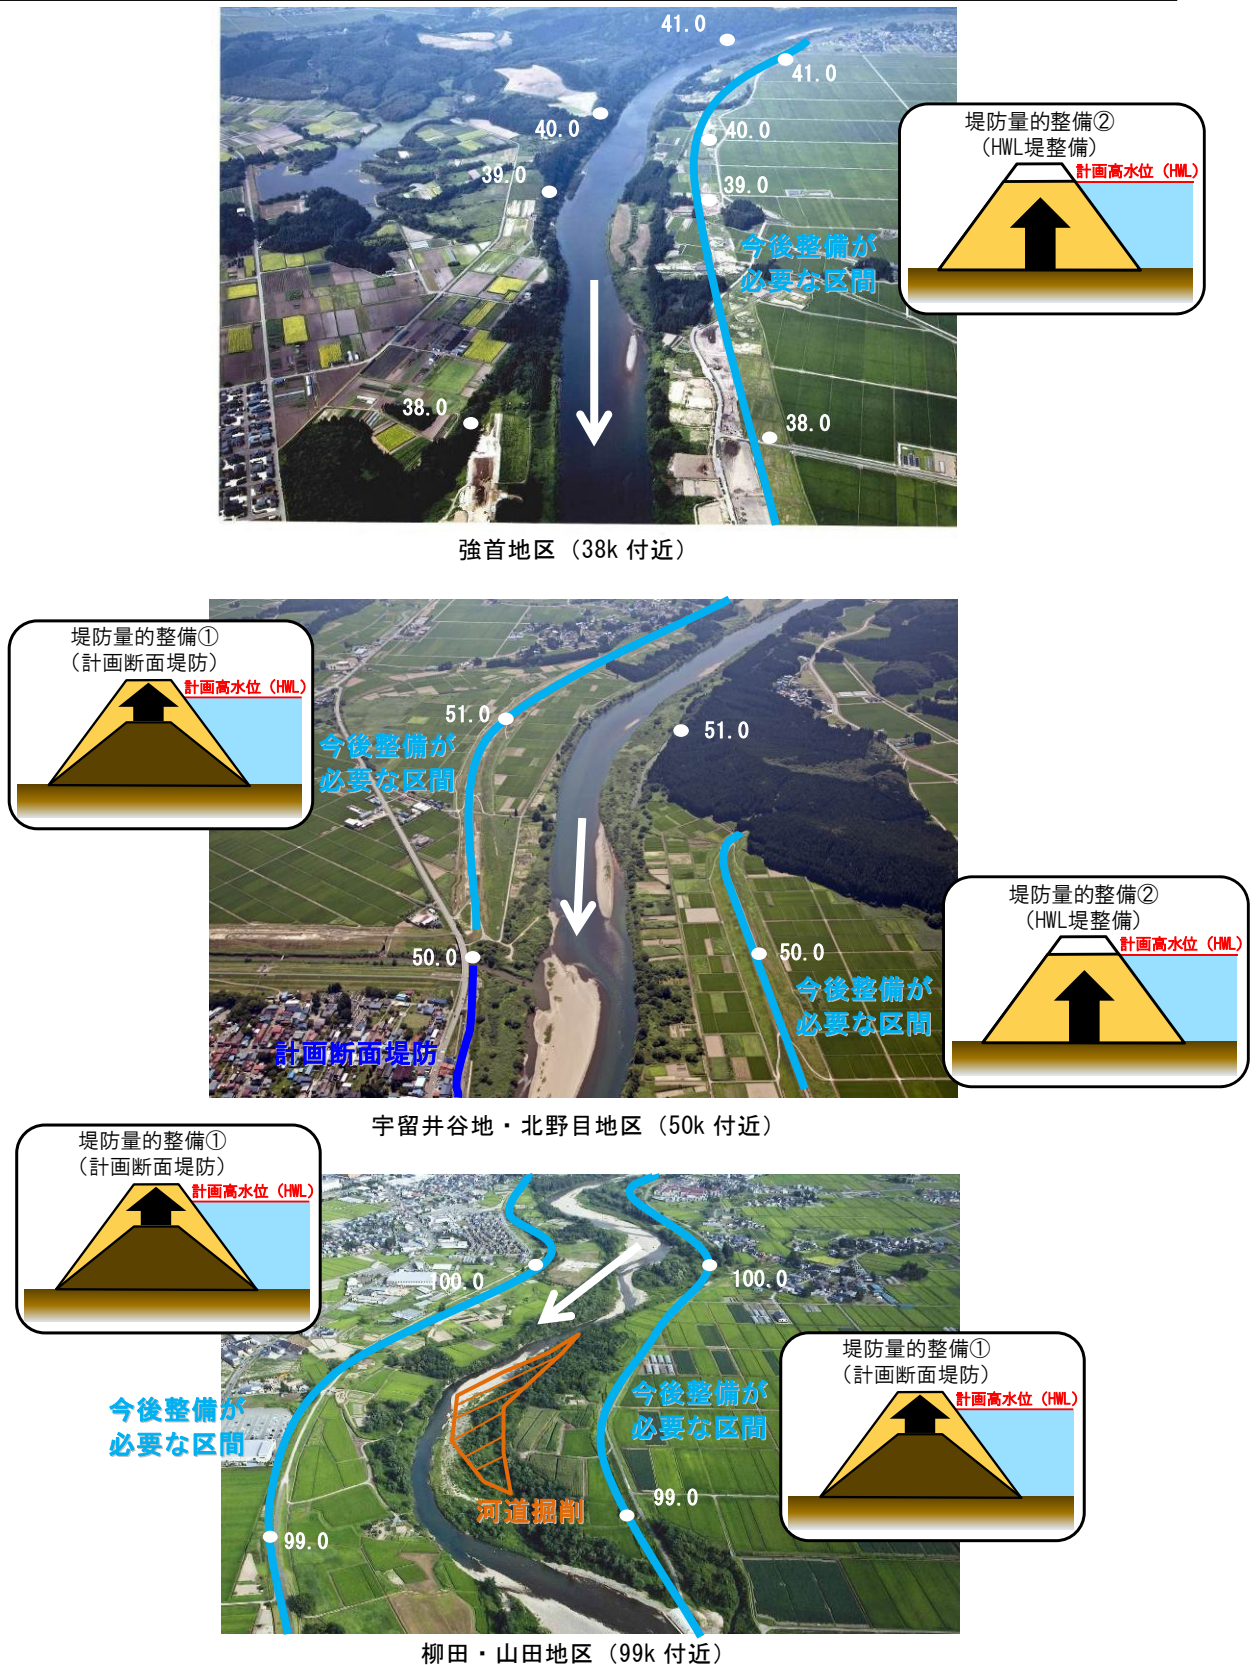 41.0
41.0
40.0
40.0
39.0
39.0
今後整備が
必要な区間
38.0
38.0
堤防量的整備②
(HWL堤整備)
計画高水位(HWL)
強首地区(38k 付近)
堤防量的整備①
(計画断面堤防)
計画高水位(HWL)
51.0
51.0
今後整備が
必要な区間
50.0
50.0
今後整備が
必要な区間
計画断面堤防
堤防量的整備②
(HWL堤整備)
計画高水位(HWL)
宇留井谷地・北野目地区(50k 付近)
堤防量的整備①
(計画断面堤防)
計画高水位(HWL)
100.0
100.0
今後整備が
必要な区間
今後整備が
必要な区間
河道掘削
99.0
99.0
堤防量的整備①
(計画断面堤防)
計画高水位(HWL)
柳田・山田地区(99k 付近)